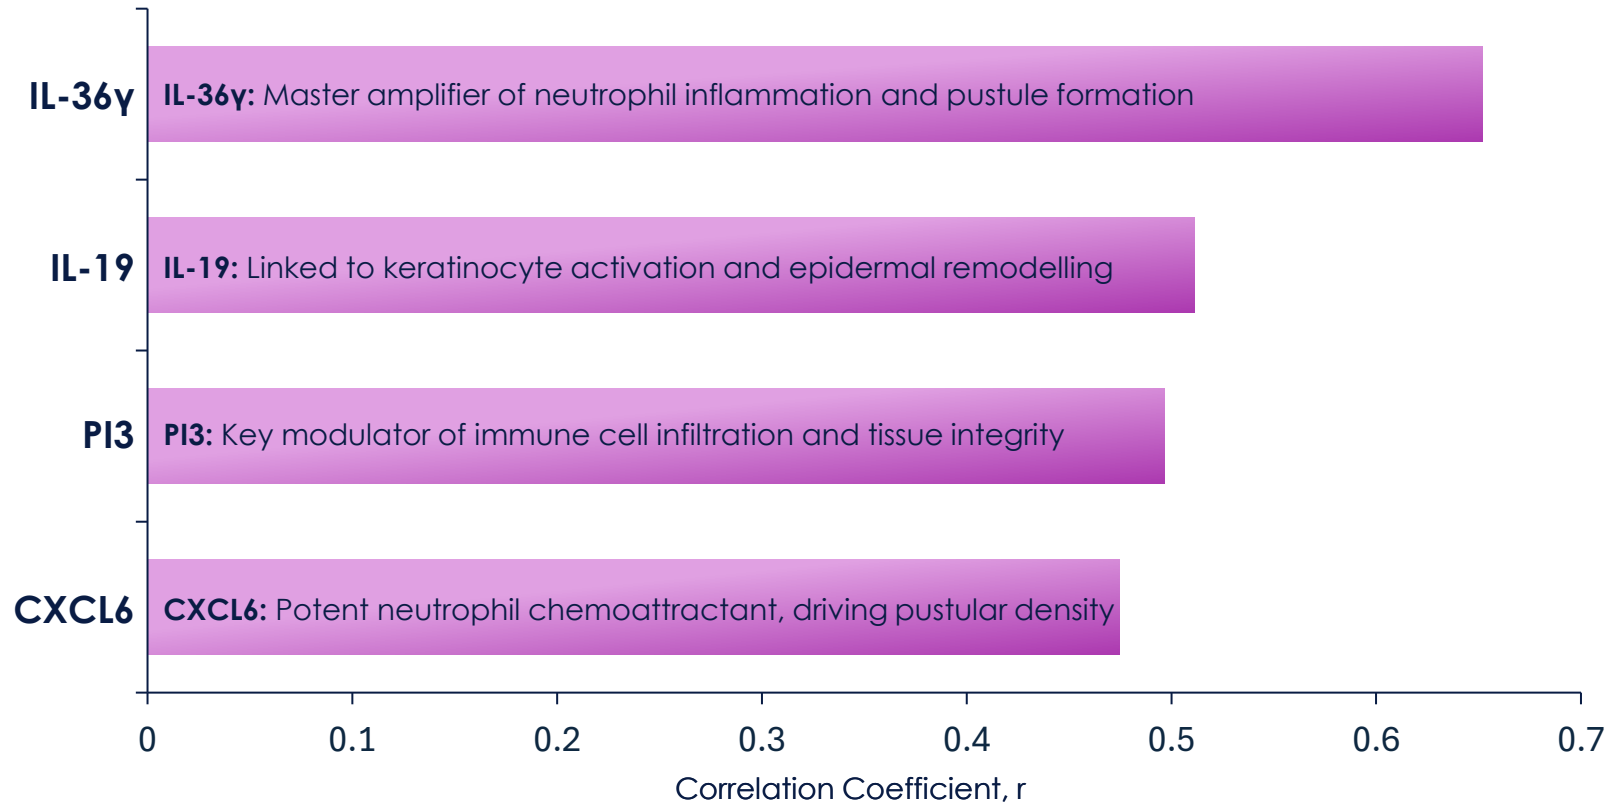 IL-36γ
IL-36γ: Master amplifier of neutrophil inflammation and pustule formation
IL-19
IL-19: Linked to keratinocyte activation and epidermal remodelling
PI3
PI3: Key modulator of immune cell infiltration and tissue integrity
CXCL6
CXCL6: Potent neutrophil chemoattractant, driving pustular density
0 0.1 0.2 0.3 0.4 0.5 0.6 0.7
Correlation Coefficient, r